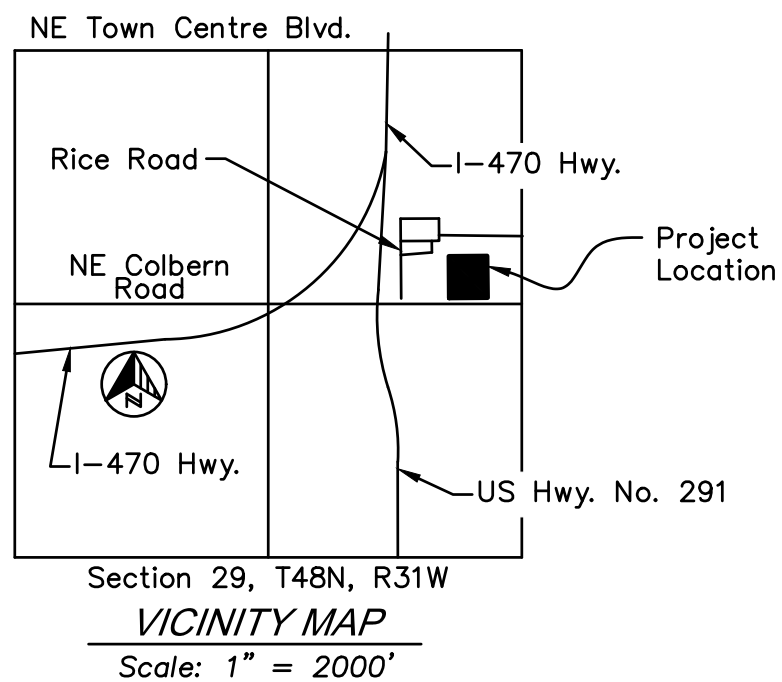 NE Town Centre Blvd.
Rice Road
I-470 Hwy.
NE Colbern
Road
Project
Location
N
I-470 Hwy.
US Hwy. No. 291
Section 29, T48N, R31W
VICINITY MAP
Scale: 1" = 2000'